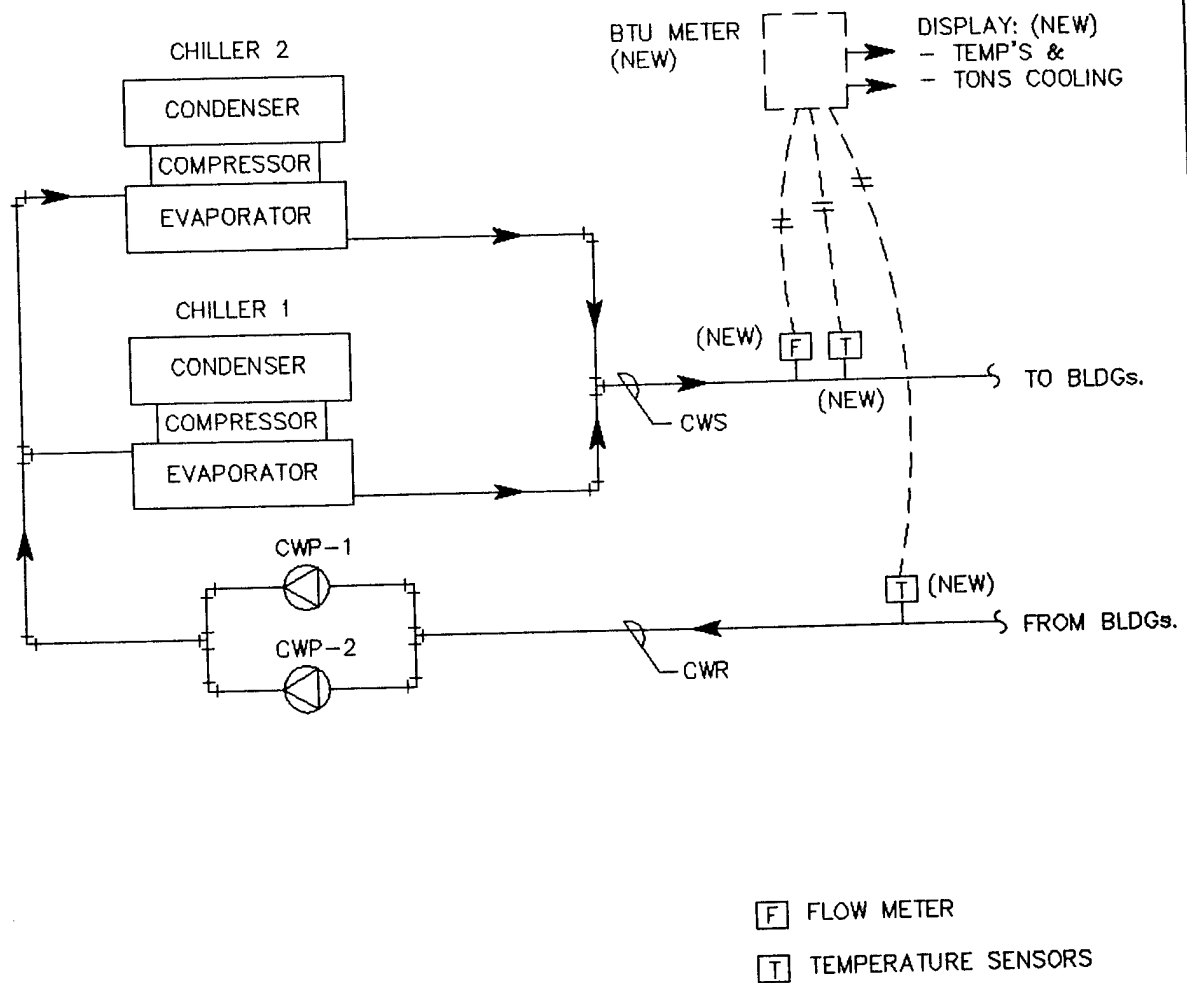 BTU METER
(NEW)
DISPLAY: (NEW)
- TEMP'S &
- TONS COOLING
CHILLER 2
CONDENSER
COMPRESSOR
EVAPORATOR
CHILLER 1
CONDENSER
COMPRESSOR
EVAPORATOR
(NEW)
F
T
(NEW)
TO BLDGs.
CWS
CWP-1
CWP-2
T
(NEW)
FROM BLDGs.
CWR
F FLOW METER
T TEMPERATURE SENSORS